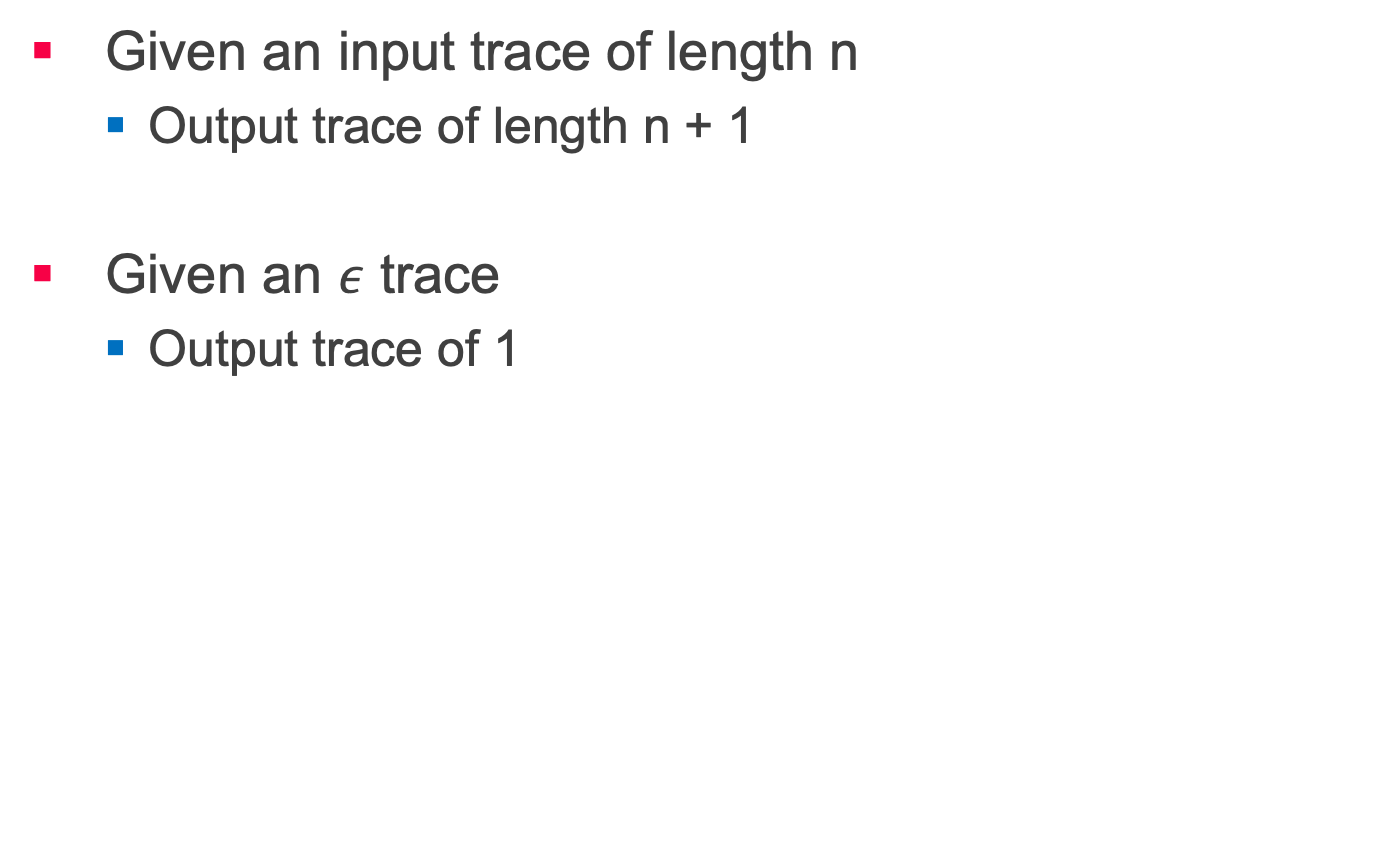 Given an input trace of length n
Output trace of length n + 1
Given an ϵ trace
Output trace of 1